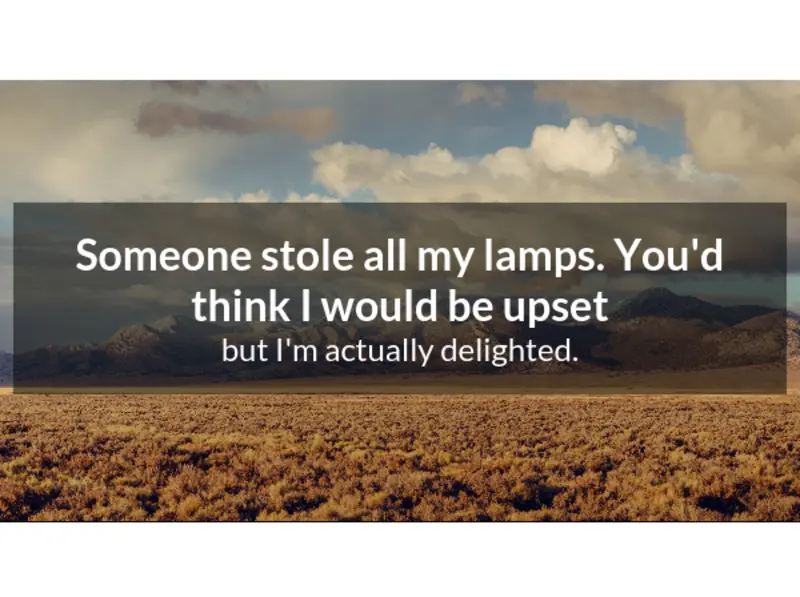 Someone stole all my lamps. You'd
think I would be upset
but I'm actually delighted.